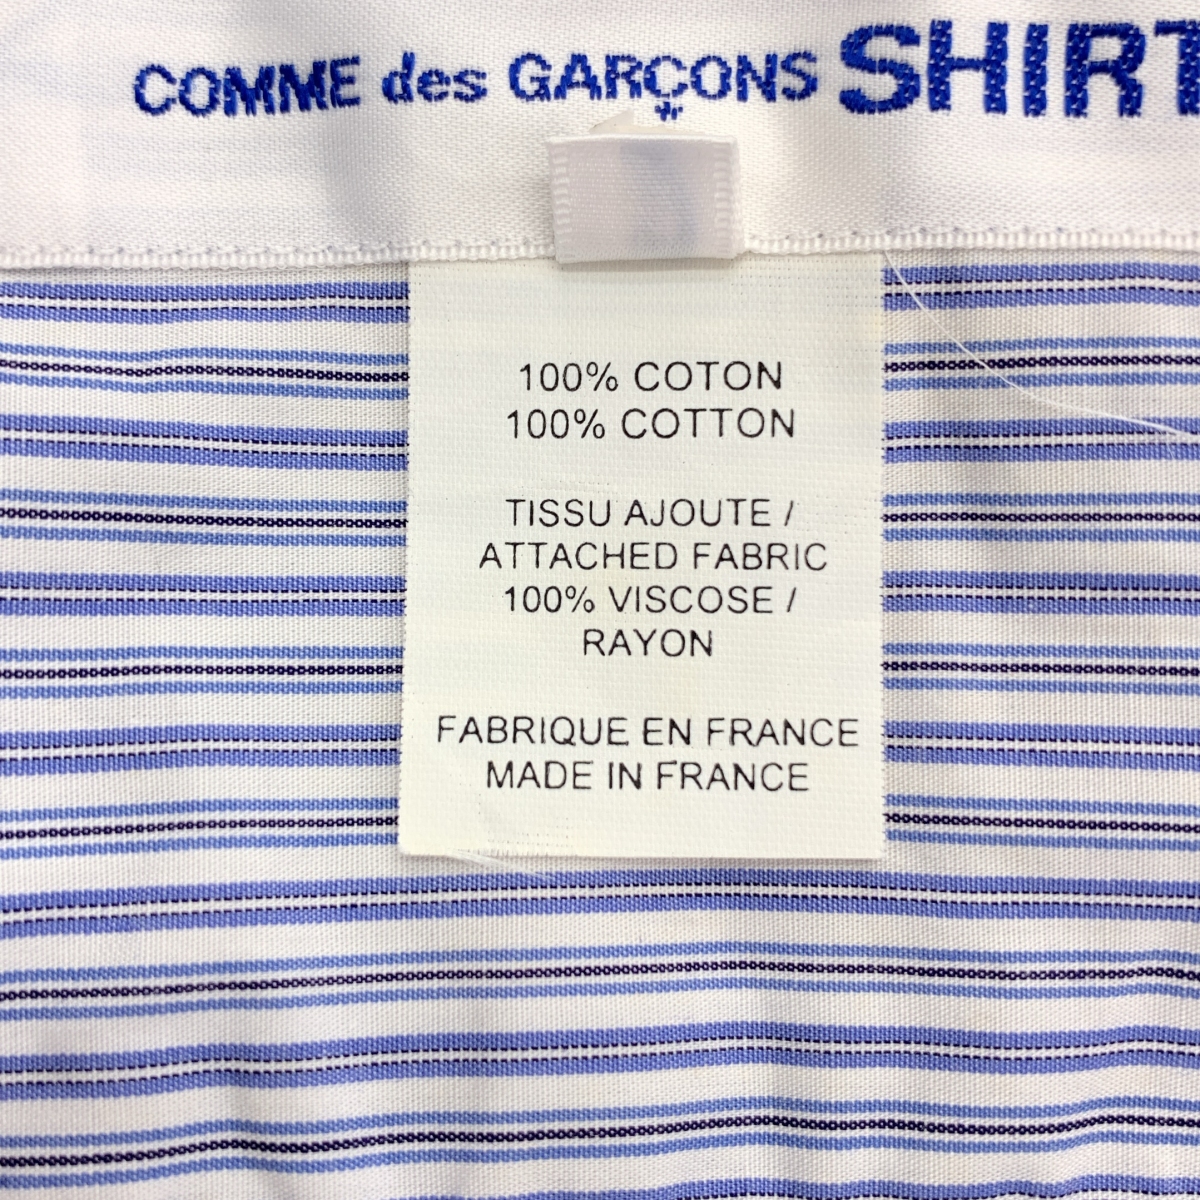 COMME des GARÇONS SHIRT
100% COTON
100% COTTON
TISSU AJOUTE /
ATTACHED FABRIC
100% VISCOSE /
RAYON
FABRIQUE EN FRANCE
MADE IN FRANCE